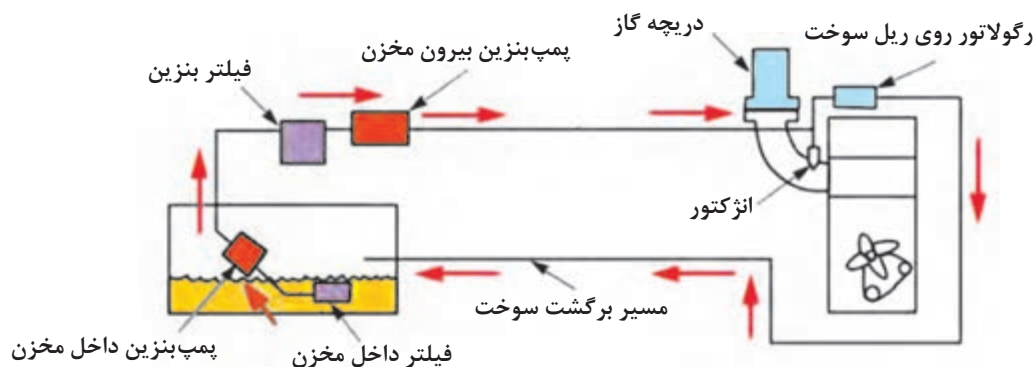 رگولاتور روی ریل سوخت
دریچه گاز
پمپ‌بنزین بیرون مخزن
فیلتر بنزین
انژکتور
مسیر برگشت سوخت
فیلتر داخل مخزن
پمپ‌بنزین داخل مخزن